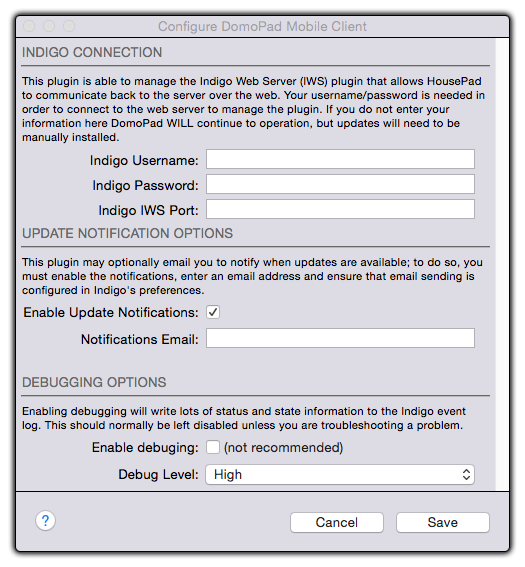 Configure DomoPad Mobile Client
INDIGO CONNECTION
This plugin is able to manage the Indigo Web Server (IWS) plugin that allows HousePad
to communicate back to the server over the web. Your username/password is needed in
order to connect to the web server to manage the plugin. If you do not enter your
information here DomoPad WILL continue to operation, but updates will need to be
manually installed.
Indigo Username:
Indigo Password:
Indigo IWS Port:
UPDATE NOTIFICATION OPTIONS
This plugin may optionally email you to notify when updates are available; to do so, you
must enable the notifications, enter an email address and ensure that email sending is
configured in Indigo's preferences.
Enable Update Notifications:
Notifications Email:
DEBUGGING OPTIONS
Enabling debugging will write lots of status and state information to the Indigo event
log. This should normally be left disabled unless you are troubleshooting a problem.
Enable debuging: (not recommended)
Debug Level: High
? Cancel Save